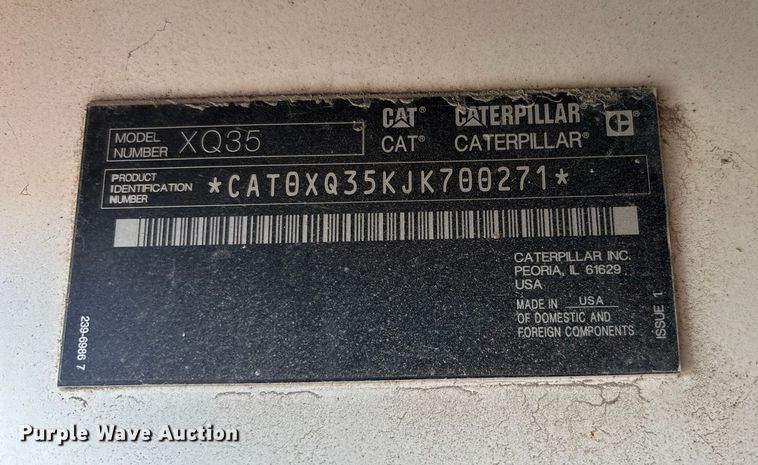 MODEL NUMBER XQ35
CAT® CATERPILLAR®
CAT® CATERPILLAR®
PRODUCT IDENTIFICATION NUMBER *CAT0XQ35KJK700271*
CATERPILLAR INC.
PEORIA, IL 61629
USA
MADE IN USA
OF DOMESTIC AND
FOREIGN COMPONENTS
239-6986 7
ISSUE 1
Purple Wave Auction